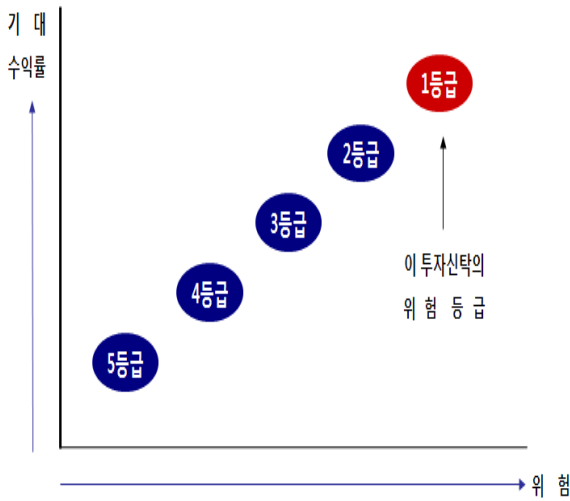 기 대
수익률
1등급
2등급
3등급
이 투자신탁의
위 험 등 급
4등급
5등급
위 험